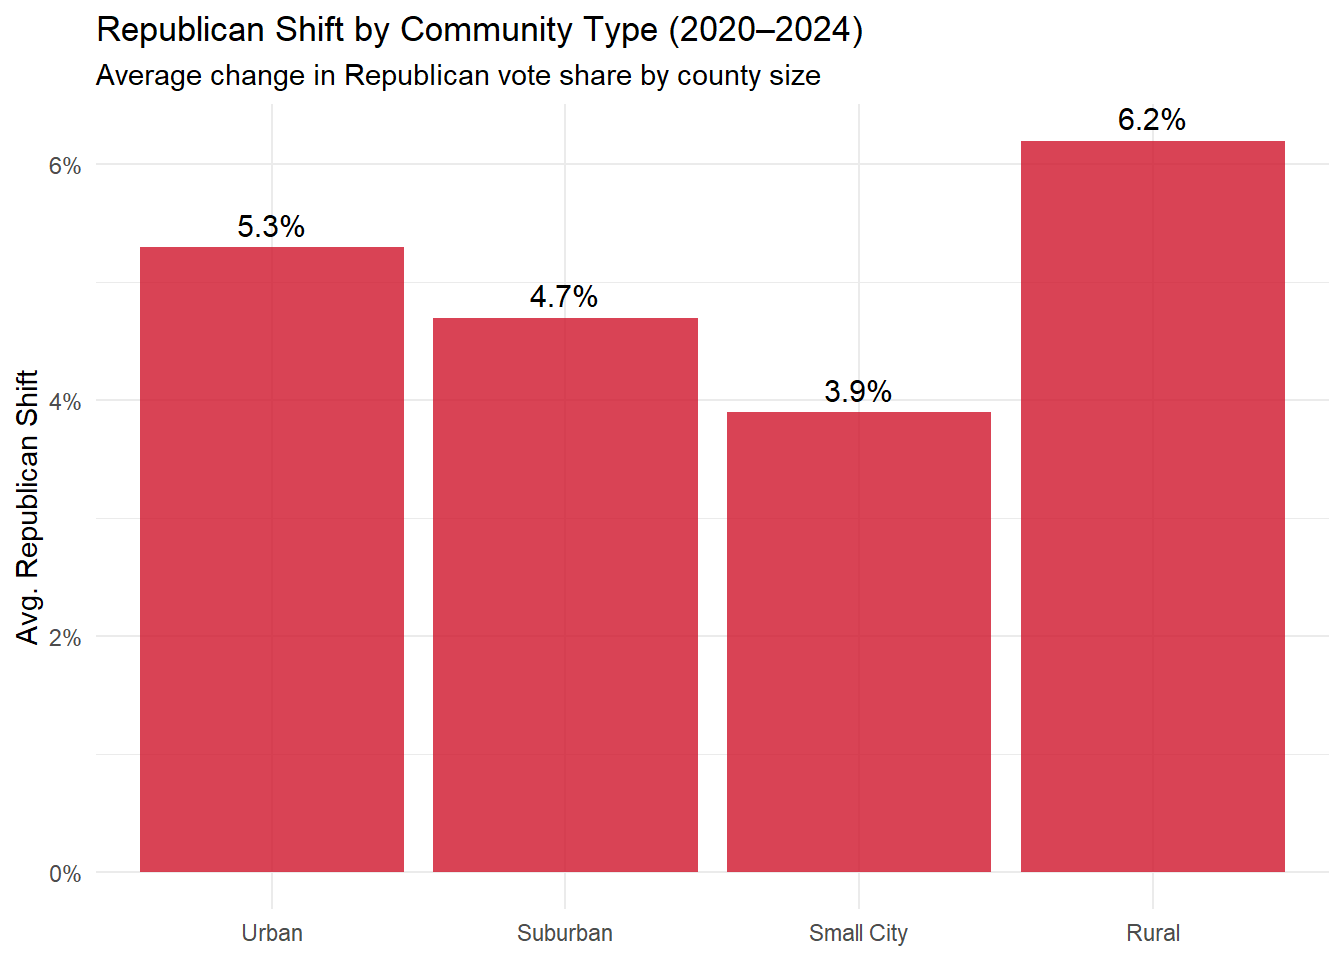 Republican Shift by Community Type (2020–2024)
Average change in Republican vote share by county size
Avg. Republican Shift
6%
4%
2%
0%
5.3%
4.7%
3.9%
6.2%
Urban
Suburban
Small City
Rural